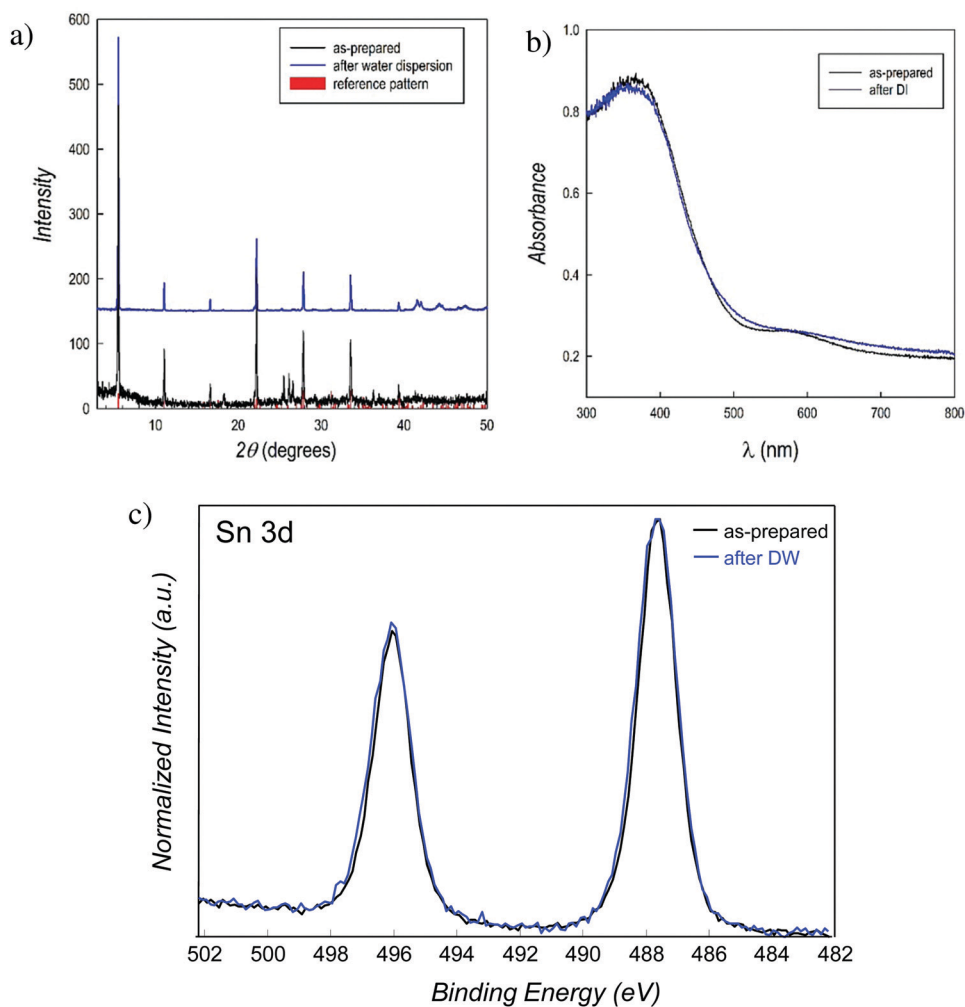 a)
600
500
400
300
200
100
0
Intensity
as-prepared
after water dispersion
reference pattern
10 20 30 40 50
2θ (degrees)
b)
1.0
0.8
0.6
0.4
0.2
Absorbance
as-prepared
after DI
300 400 500 600 700 800
λ (nm)
c)
Sn 3d
as-prepared
after DW
Normalized Intensity (a.u.)
502 500 498 496 494 492 490 488 486 484 482
Binding Energy (eV)